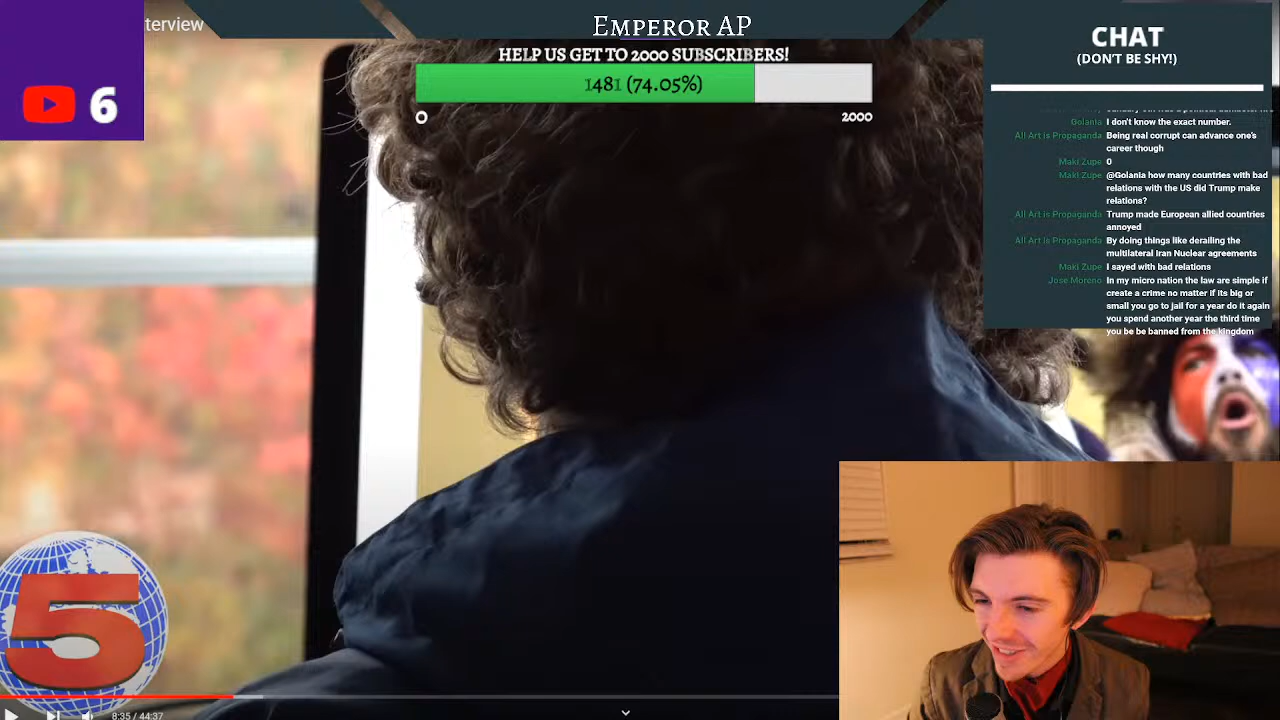 terview
EMPEROR AP
HELP US GET TO 2000 SUBSCRIBERS!
1481 (74.05%)
0
2000
6
CHAT
(DON'T BE SHY!)
Golania I don't know the exact number.
All Art is Propaganda Being real corrupt can advance one's
career though
Maki Zupe 0
Maki Zupe @Golania how many countries with bad
relations with the US did Trump make
relations?
All Art is Propaganda Trump made European allied countries
annoyed
All Art is Propaganda By doing things like derailing the
multilateral Iran Nuclear agreements
Maki Zupe I sayed with bad relations
Jose Moreno In my micro nation the law are simple if
create a crime no matter if its big or
small you go to jail for a year do it again
you spend another year the third time
you be be banned from the kingdom
5
8:35 / 44:37